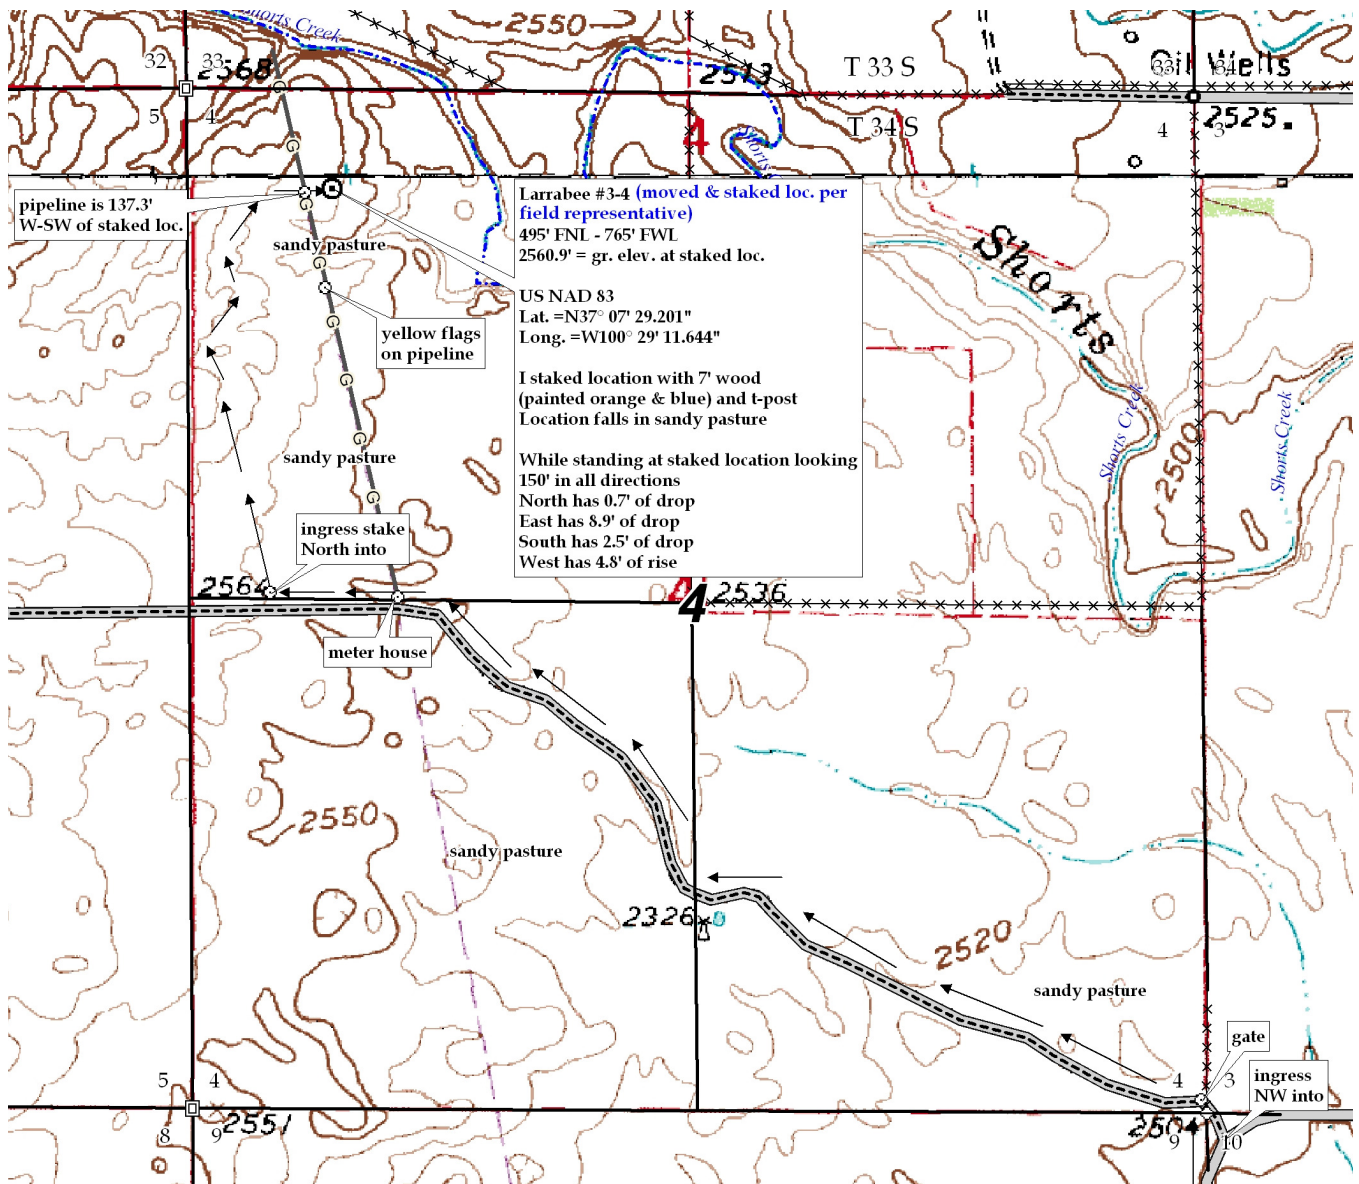 Shorts Creek
2550
32
33
2568
2513
T 33 S
Oil Wells
33
34
5
4
4
T 34 S
4
3
2525.
Shorts
pipeline is 137.3'
W-SW of staked loc.
Larrabee #3-4 (moved & staked loc. per
field representative)
495' FNL - 765' FWL
2560.9' = gr. elev. at staked loc.
US NAD 83
Lat. =N37° 07' 29.201"
Long. =W100° 29' 11.644"
I staked location with 7' wood
(painted orange & blue) and t-post
Location falls in sandy pasture
While standing at staked location looking
150' in all directions
North has 0.7' of drop
East has 8.9' of drop
South has 2.5' of drop
West has 4.8' of rise
G
G
G
sandy pasture
G
Shorts
yellow flags
on pipeline
G
G
Shorts Creek
Shorts Creek
2500
G
sandy pasture
G
ingress stake
North into
2564
4
4
2536
meter house
2550
sandy pasture
2326
2520
sandy pasture
gate
5
4
4
3
ingress
NW into
8
9
2551
2504
9
10